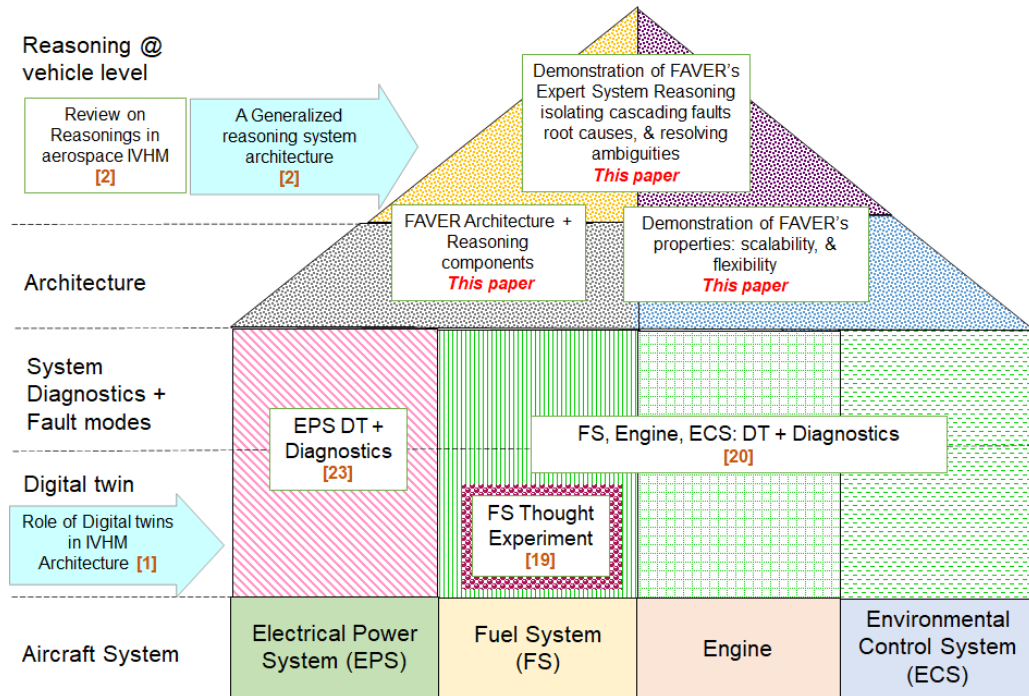 Reasoning @
vehicle level
Review on
Reasonings in
aerospace IVHM
[2]
A Generalized
reasoning system
architecture
[2]
Demonstration of FAVER's
Expert System Reasoning
isolating cascading faults
root causes, & resolving
ambiguities
This paper
FAVER Architecture +
Reasoning
components
This paper
Demonstration of FAVER's
properties: scalability, &
flexibility
This paper
Architecture
System
Diagnostics +
Fault modes
EPS DT +
Diagnostics
[23]
FS, Engine, ECS: DT + Diagnostics
[20]
Digital twin
Role of Digital twins
in IVHM
Architecture [1]
FS Thought
Experiment
[19]
Aircraft System
Electrical Power
System (EPS)
Fuel System
(FS)
Engine
Environmental
Control System
(ECS)